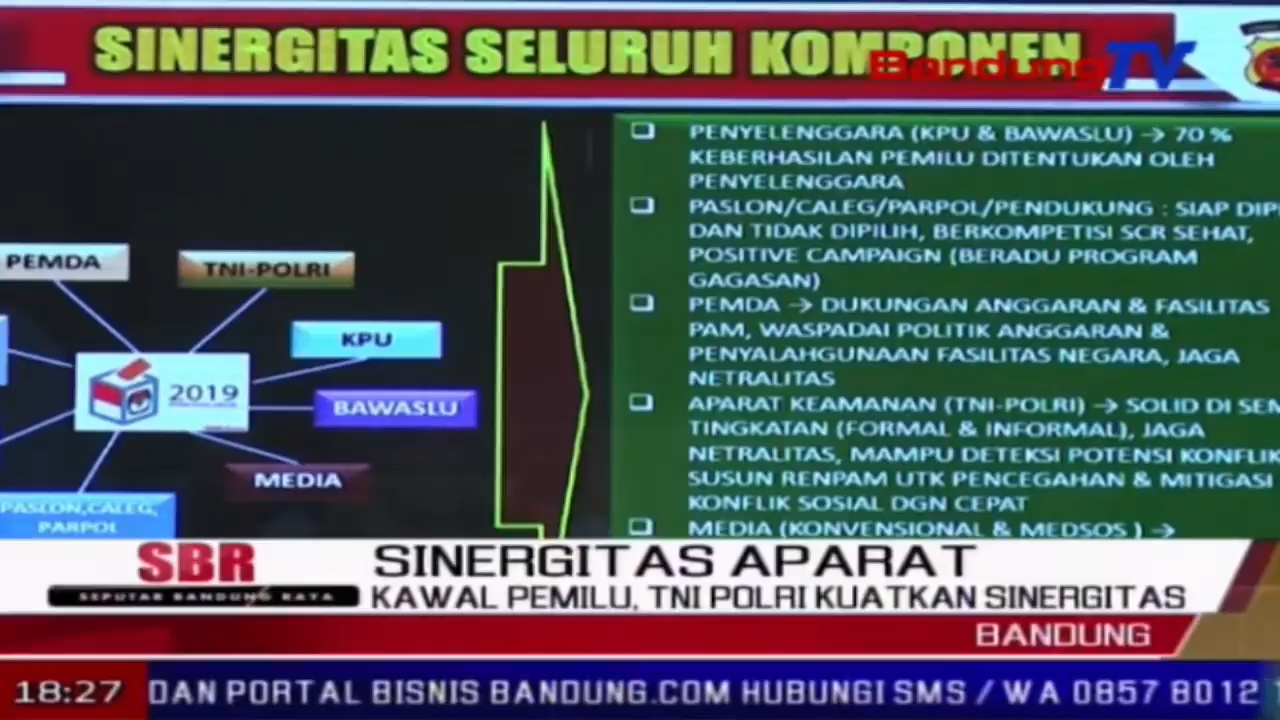 SINERGITAS SELURUH KOMPONEN
BandungTV
PEMDA
TNI-POLRI
KPU
2019
BAWASLU
MEDIA
PASLON,CALEG,
PARPOL
PENYELENGGARA (KPU & BAWASLU) → 70 %
KEBERHASILAN PEMILU DITENTUKAN OLEH
PENYELENGGARA
PASLON/CALEG/PARPOL/PENDUKUNG : SIAP DIP
DAN TIDAK DIPILIH, BERKOMPETISI SCR SEHAT,
POSITIVE CAMPAIGN (BERADU PROGRAM
GAGASAN)
PEMDA → DUKUNGAN ANGGARAN & FASILITAS
PAM, WASPADAI POLITIK ANGGARAN &
PENYALAHGUNAAN FASILITAS NEGARA, JAGA
NETRALITAS
APARAT KEAMANAN (TNI-POLRI) → SOLID DI SEM
TINGKATAN (FORMAL & INFORMAL), JAGA
NETRALITAS, MAMPU DETEKSI POTENSI KONFLIK
SUSUN RENPAM UTK PENCEGAHAN & MITIGASI
KONFLIK SOSIAL DGN CEPAT
MEDIA (KONVENSIONAL & MEDSOS ) →
SBR
SEPUTAR BANDUNG RAYA
SINERGITAS APARAT
KAWAL PEMILU, TNI POLRI KUATKAN SINERGITAS
BANDUNG
18:27 DAN PORTAL BISNIS BANDUNG.COM HUBUNGI SMS / WA 0857 8012